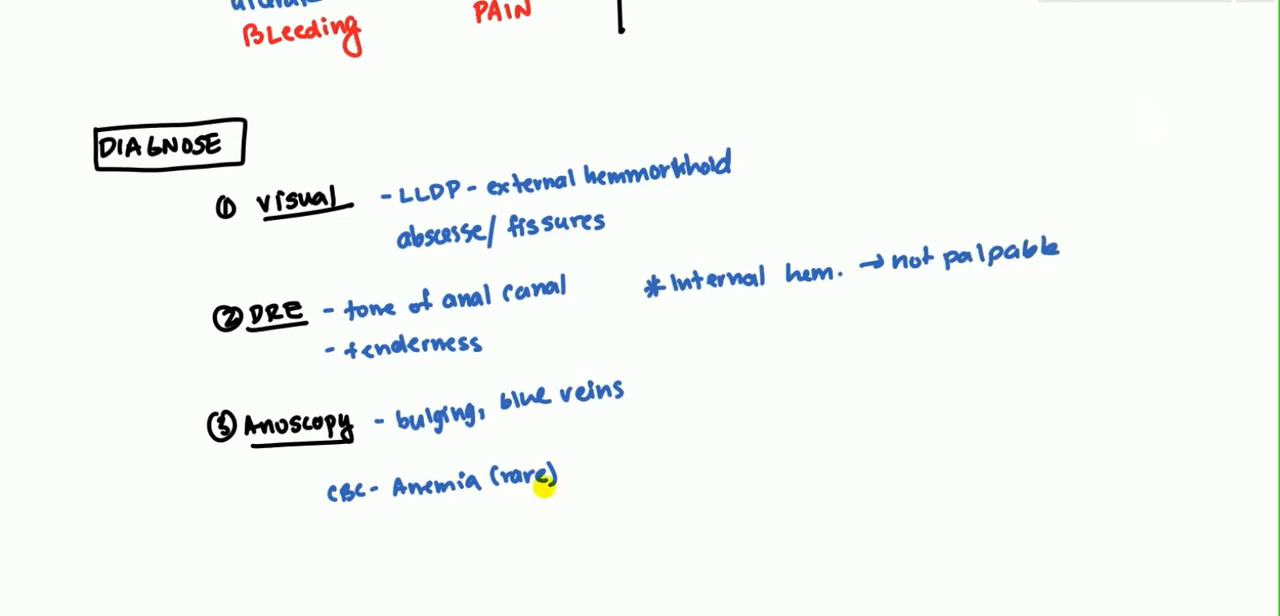 BLeeding
PAIN
DIAGNOSE
① Visual - LLDP - external hemmorkhoid
abscesse/ fissures
② DRE - tone of anal canal * Internal hem. → not palpable
- tenderness
③ Anoscopy - bulging, blue veins
CBC - Anemia (rare)